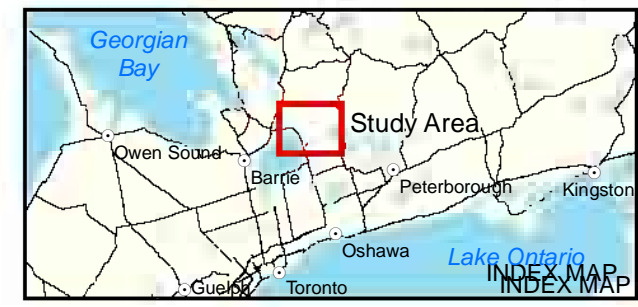 Georgian
Bay
Study Area
Owen Sound
Barrie
Peterborough
Kingston
Oshawa
Lake Ontario
INDEX MAP
INDEX MAP
Guelph
Toronto